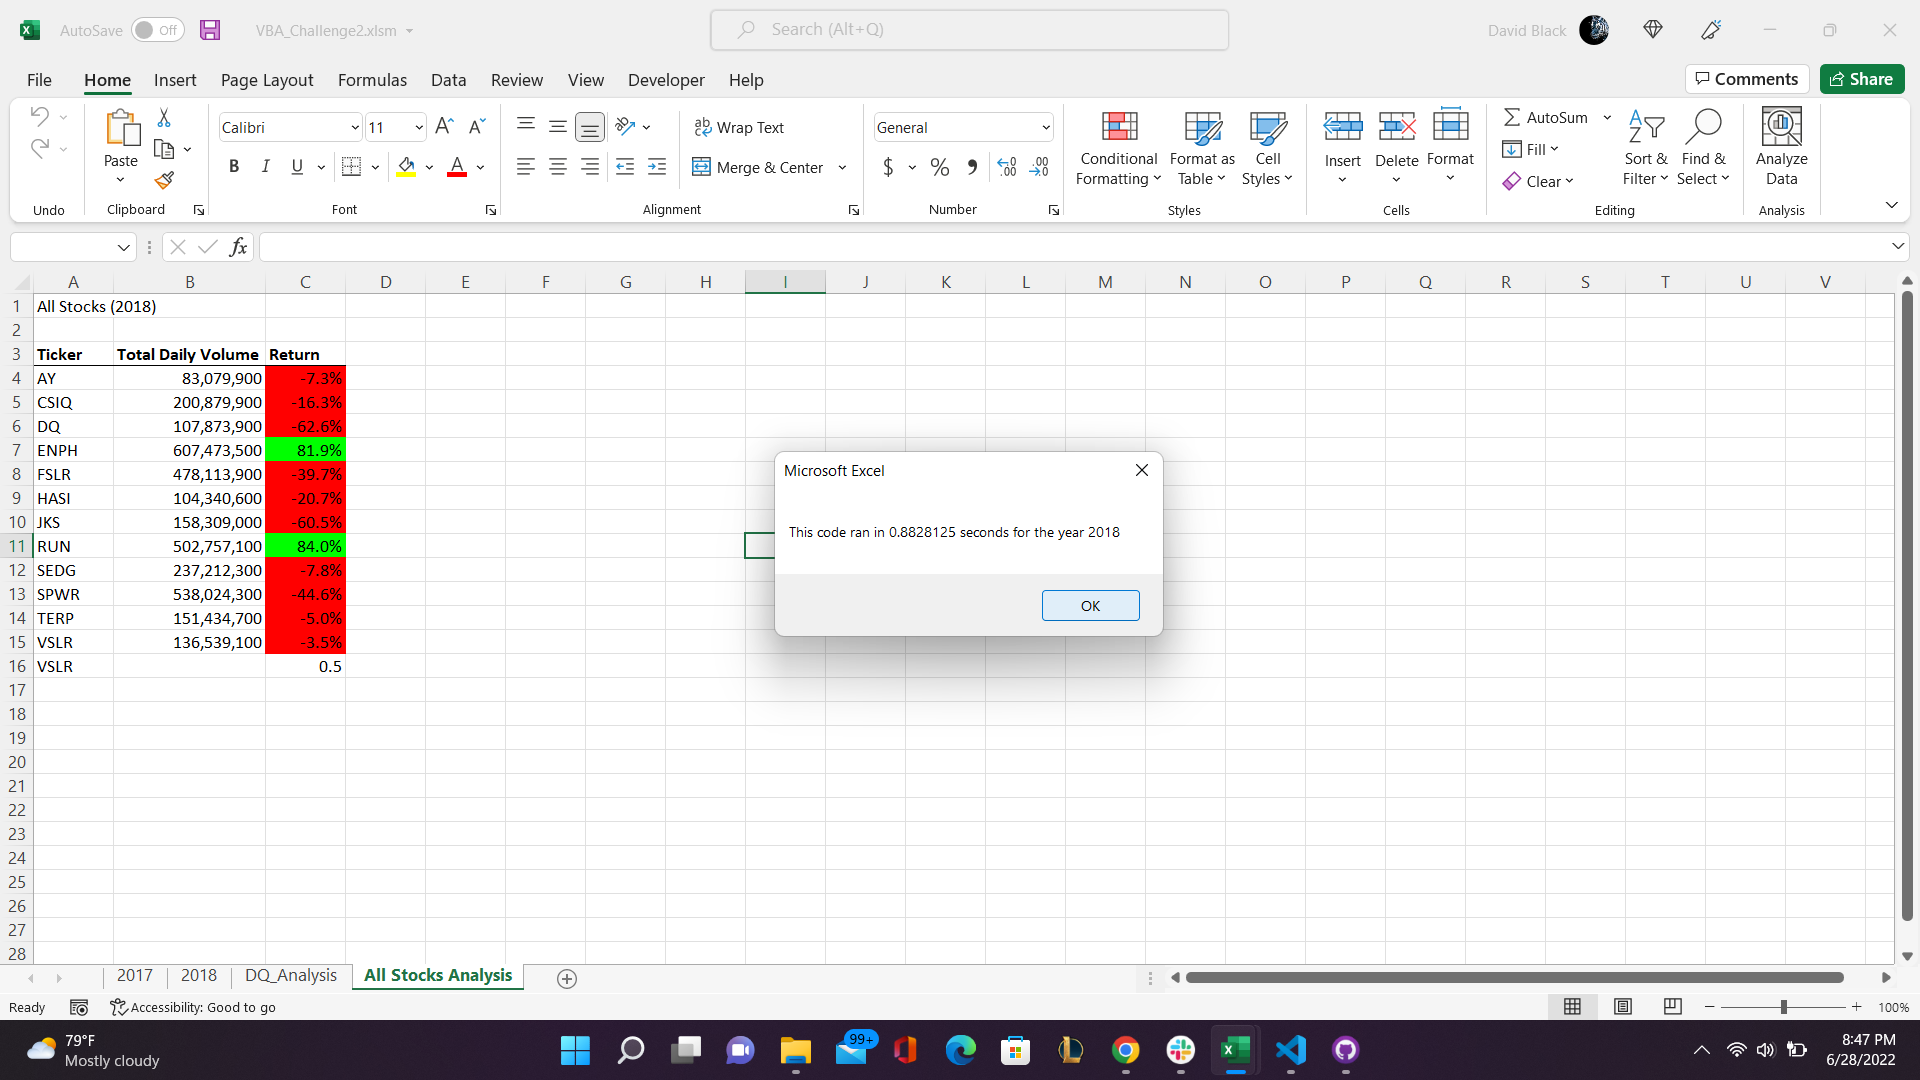 AutoSave Off VBA_Challenge2.xlsm Search (Alt+Q) David Black
File Home Insert Page Layout Formulas Data Review View Developer Help Comments Share
Calibri 11 A A ab Wrap Text General AutoSum
Paste B I U A Merge & Center $ % Conditional Formatting Format as Table Cell Styles Insert Delete Format Fill Clear Sort & Filter Find & Select Analyze Data
Undo Clipboard Font Alignment Number Styles Cells Editing Analysis
fx
A B C D E F G H I J K L M N O P Q R S T U V
1 All Stocks (2018)
2
3 Ticker Total Daily Volume Return
4 AY 83,079,900 -7.3%
5 CSIQ 200,879,900 -16.3%
6 DQ 107,873,900 -62.6%
7 ENPH 607,473,500 81.9%
8 FSLR 478,113,900 -39.7%
9 HASI 104,340,600 -20.7%
10 JKS 158,309,000 -60.5%
11 RUN 502,757,100 84.0%
12 SEDG 237,212,300 -7.8%
13 SPWR 538,024,300 -44.6%
14 TERP 151,434,700 -5.0%
15 VSLR 136,539,100 -3.5%
16 VSLR 0.5
17
18
19
20
21
22
23
24
25
26
27
28
Microsoft Excel
This code ran in 0.8828125 seconds for the year 2018
OK
2017 2018 DQ_Analysis All Stocks Analysis
Ready Accessibility: Good to go 100%
79°F
Mostly cloudy
99+
8:47 PM
6/28/2022